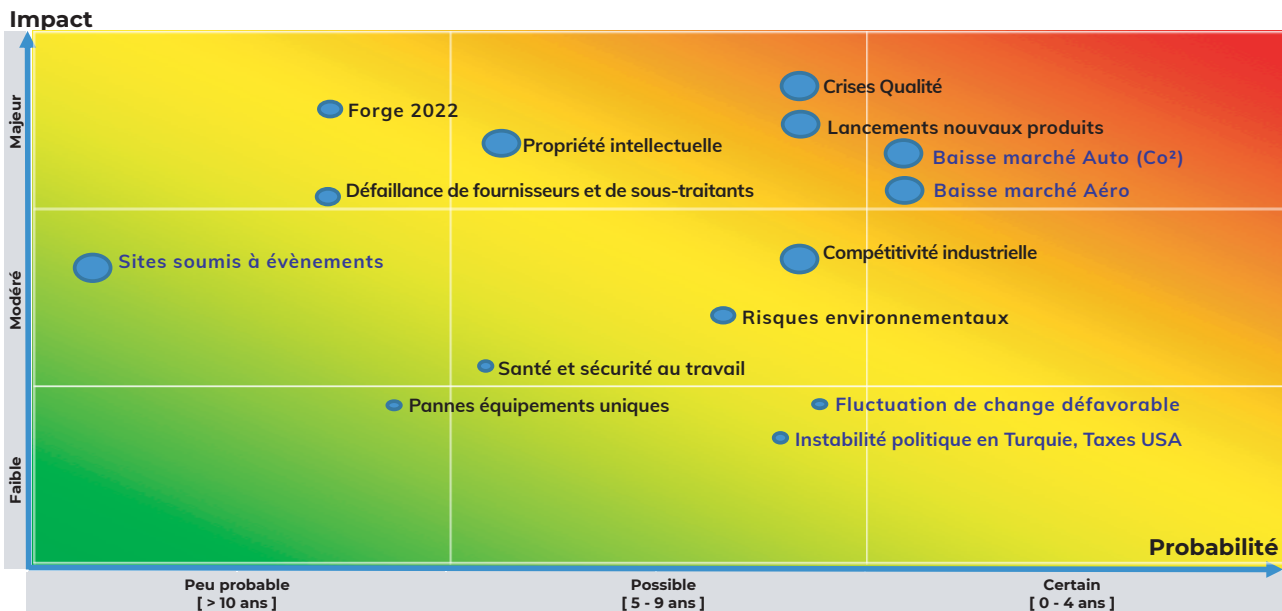 Impact
Majeur
Crises Qualité
Forge 2022
Lancements nouvaux produits
Propriété intellectuelle
Baisse marché Auto (Co²)
Défaillance de fournisseurs et de sous-traitants
Baisse marché Aéro
Modéré
Sites soumis à évènements
Compétitivité industrielle
Risques environnementaux
Santé et sécurité au travail
Faible
Pannes équipements uniques
Fluctuation de change défavorable
Instabilité politique en Turquie, Taxes USA
Probabilité
Peu probable
[ > 10 ans ]
Possible
[ 5 - 9 ans ]
Certain
[ 0 - 4 ans ]